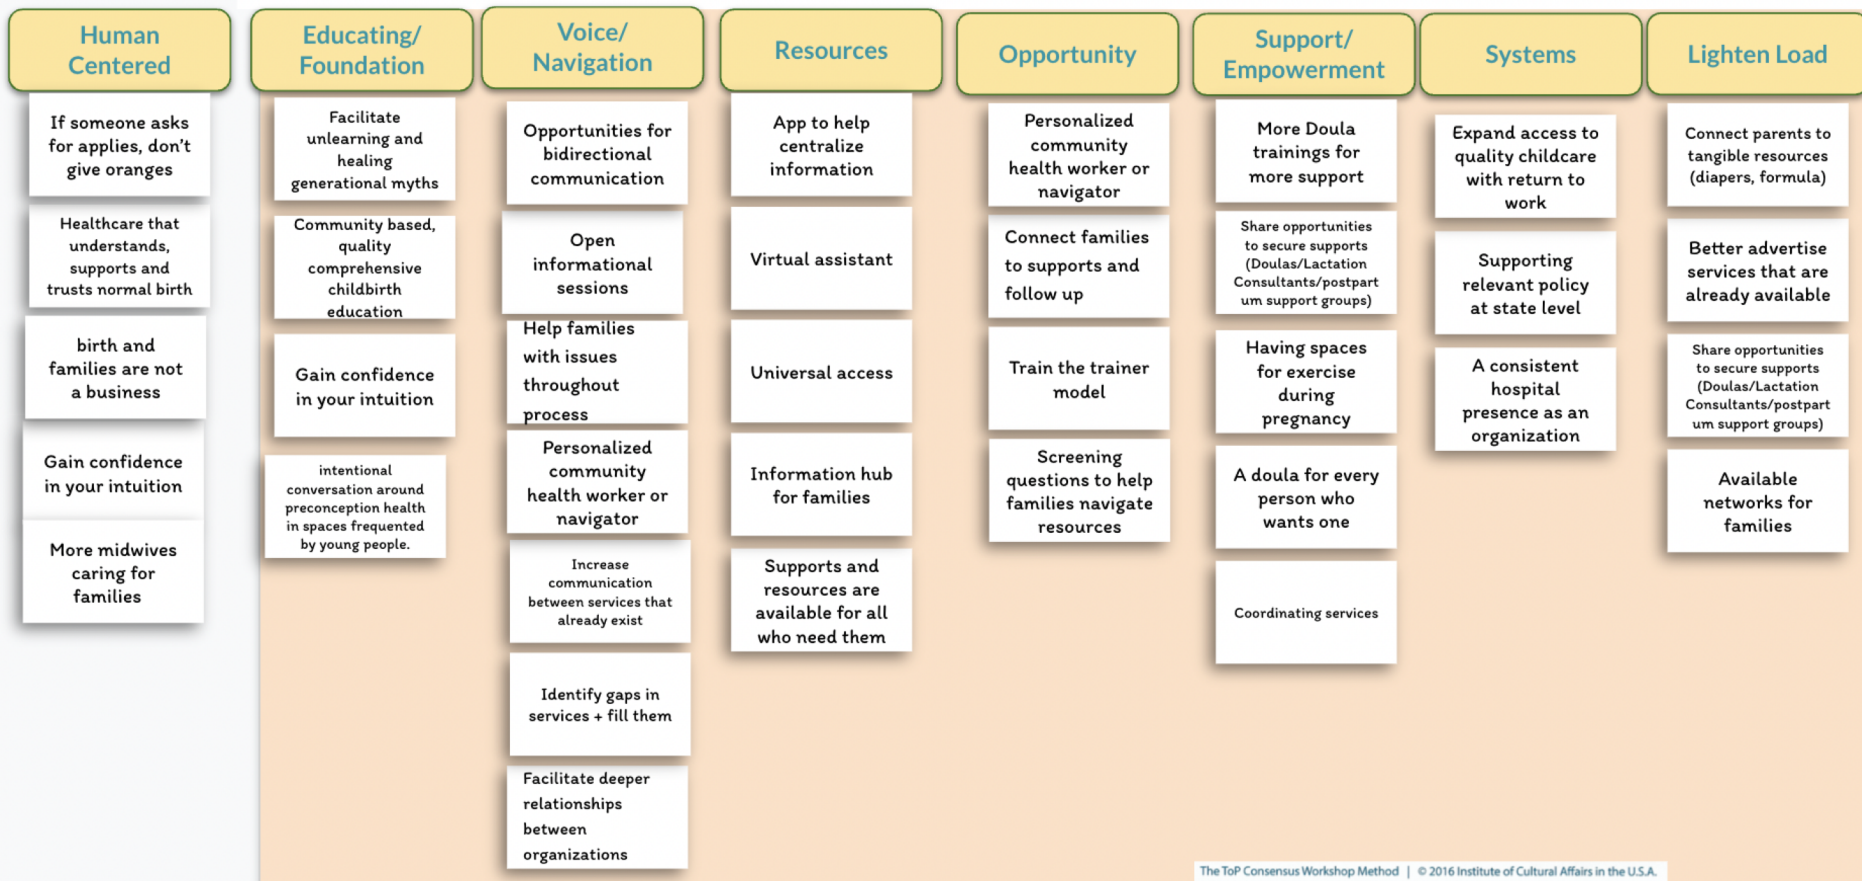 Human
Centered
If someone asks
for applies, don't
give oranges
Healthcare that
understands,
supports and
trusts normal birth
birth and
families are not
a business
Gain confidence
in your intuition
More midwives
caring for
families
Educating/
Foundation
Facilitate
unlearning and
healing
generational myths
Community based,
quality
comprehensive
childbirth
education
Gain confidence
in your intuition
intentional
conversation around
preconception health
in spaces frequented
by young people.
Voice/
Navigation
Opportunities for
bidirectional
communication
Open
informational
sessions
Help families
with issues
throughout
process
Personalized
community
health worker or
navigator
Increase
communication
between services that
already exist
Identify gaps in
services + fill them
Facilitate deeper
relationships
between
organizations
Resources
App to help
centralize
information
Virtual assistant
Universal access
Information hub
for families
Supports and
resources are
available for all
who need them
Opportunity
Personalized
community
health worker or
navigator
Connect families
to supports and
follow up
Train the trainer
model
Screening
questions to help
families navigate
resources
Support/
Empowerment
More Doula
trainings for
more support
Share opportunities
to secure supports
(Doulas/Lactation
Consultants/postpart
um support groups)
Having spaces
for exercise
during
pregnancy
A doula for every
person who
wants one
Coordinating services
Systems
Expand access to
quality childcare
with return to
work
Supporting
relevant policy
at state level
A consistent
hospital
presence as an
organization
Lighten Load
Connect parents to
tangible resources
(diapers, formula)
Better advertise
services that are
already available
Share opportunities
to secure supports
(Doulas/Lactation
Consultants/postpart
um support groups)
Available
networks for
families
The ToP Consensus Workshop Method | © 2016 Institute of Cultural Affairs in the U.S.A.